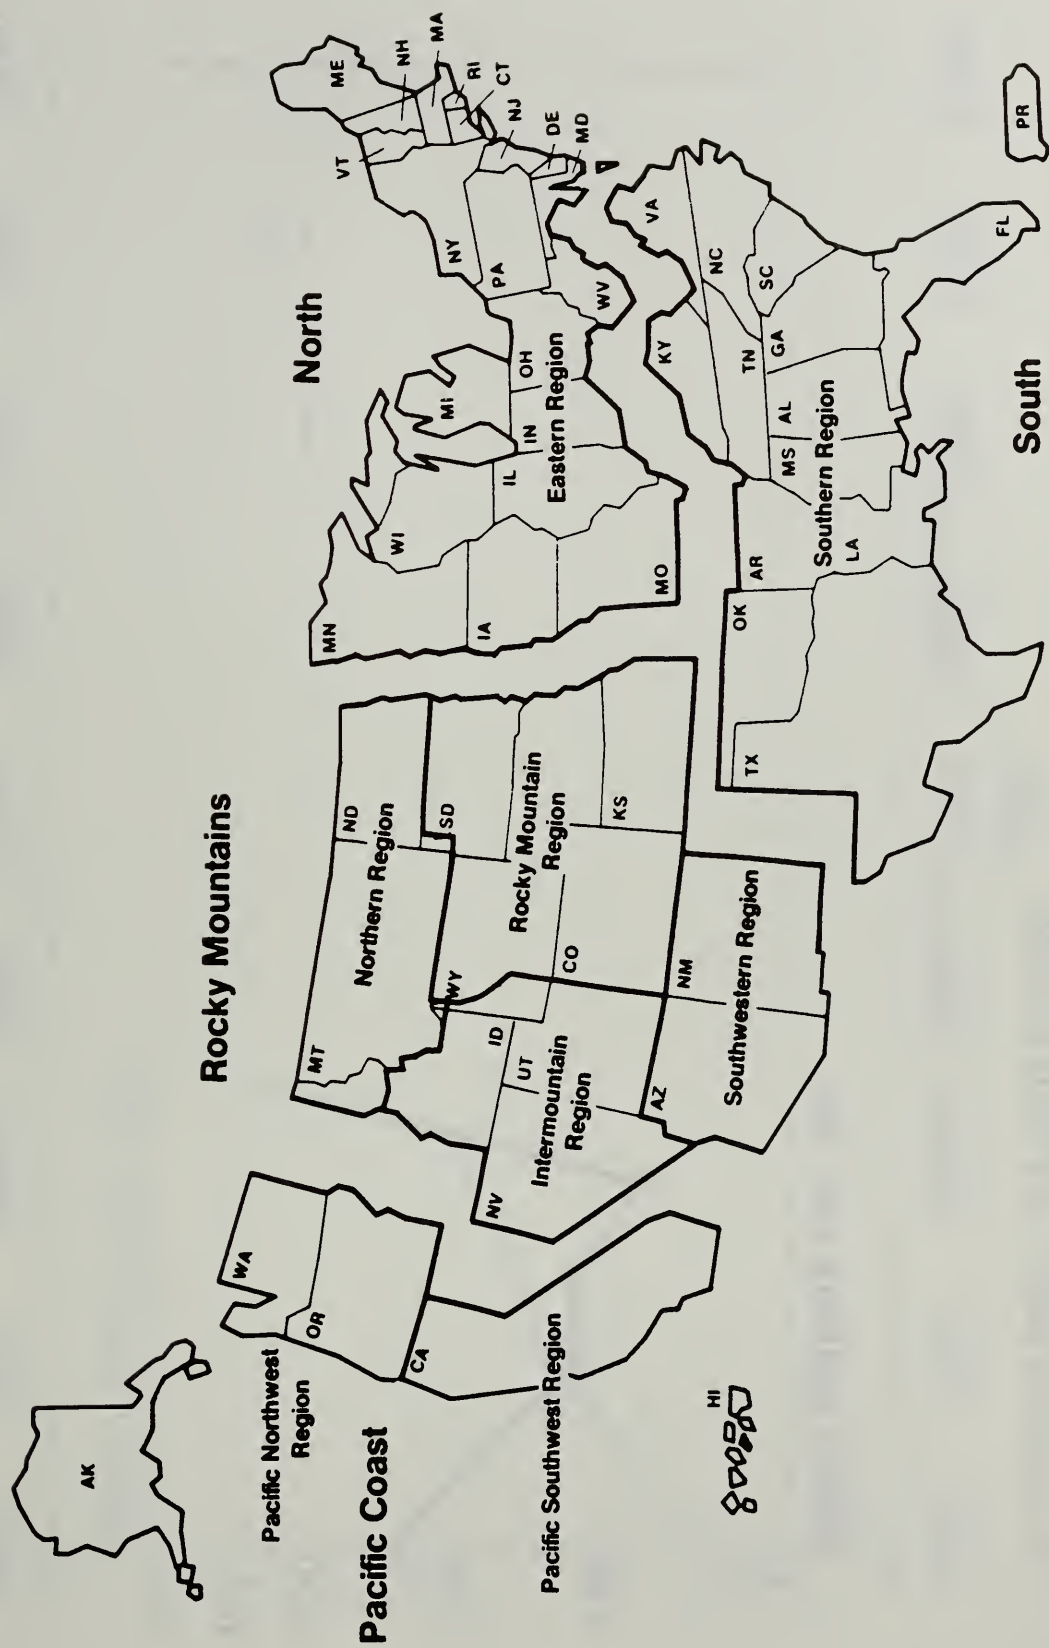 AK
Pacific Northwest
Region
Pacific Coast
Pacific Southwest Region
HI
WA
OR
CA
Rocky Mountains
MT
ND
Northern Region
WY
SD
ID
UT
NV
Intermountain
Region
Rocky Mountain
Region
CO
KS
AZ
NM
Southwestern Region
North
MN
WI
MI
IA
IL
IN
OH
MO
Eastern Region
WV
PA
NY
VT
ME
NH
MA
RI
CT
NJ
DE
MD
South
TX
OK
AR
LA
MS
AL
GA
TN
KY
VA
NC
SC
FL
PR
Southern Region